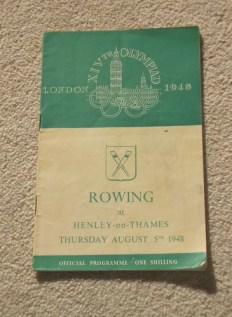 XIVTH OLYMPIAD
LONDON 1948
ROWING
at
HENLEY-on-THAMES
THURSDAY AUGUST 5TH 1948
OFFICIAL PROGRAMME · ONE SHILLING